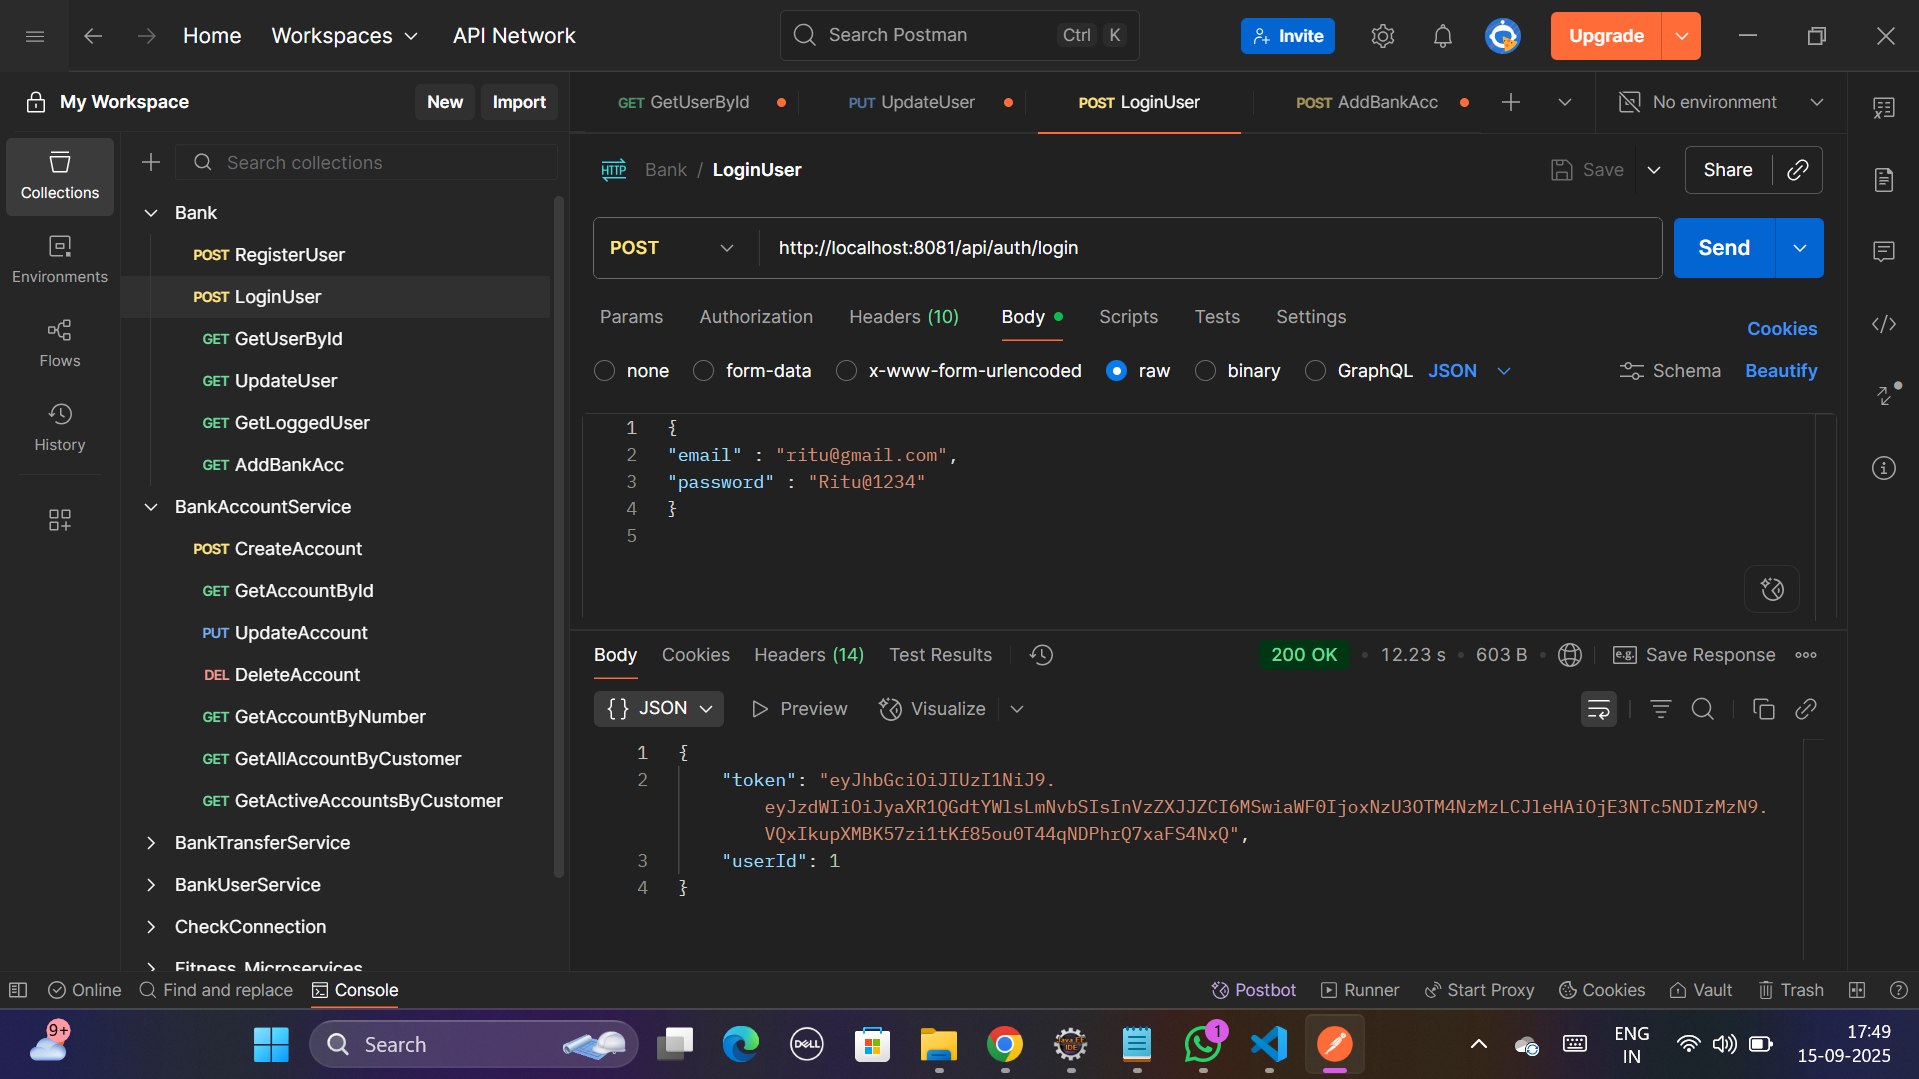 Home
Workspaces
API Network
Search Postman
Ctrl K
Invite
Upgrade
My Workspace
New
Import
GET GetUserById
PUT UpdateUser
POST LoginUser
POST AddBankAcc
No environment
Collections
Environments
Flows
History
Search collections
Bank
POST RegisterUser
POST LoginUser
GET GetUserById
GET UpdateUser
GET GetLoggedUser
GET AddBankAcc
BankAccountService
POST CreateAccount
GET GetAccountById
PUT UpdateAccount
DEL DeleteAccount
GET GetAccountByNumber
GET GetAllAccountByCustomer
GET GetActiveAccountsByCustomer
BankTransferService
BankUserService
CheckConnection
Fitness_Microservices
HTTP Bank / LoginUser
Save
Share
POST
http://localhost:8081/api/auth/login
Send
Params
Authorization
Headers (10)
Body
Scripts
Tests
Settings
Cookies
none
form-data
x-www-form-urlencoded
raw
binary
GraphQL
JSON
Schema
Beautify
1 {
2 "email" : "ritu@gmail.com",
3 "password" : "Ritu@1234"
4 }
5
Body
Cookies
Headers (14)
Test Results
200 OK • 12.23 s • 603 B
e.g. Save Response
{} JSON
Preview
Visualize
1 {
2 "token": "eyJhbGciOiJIUzI1NiJ9.
eyJzdWIiOiJyaXR1QGdtYWlsLmNvbSIsInVzZXJJZCI6MSwiaWF0IjoxNzU3OTM4NzMzLCJleHAiOjE3NTc5NDIzMzN9.
VQxIkupXMBK57zi1tKf85ou0T44qNDPhrQ7xaFS4NxQ",
3 "userId": 1
4 }
Online
Find and replace
Console
Postbot
Runner
Start Proxy
Cookies
Vault
Trash
9+
Search
DELL
Java EE
IDE
1
ENG
IN
17:49
15-09-2025